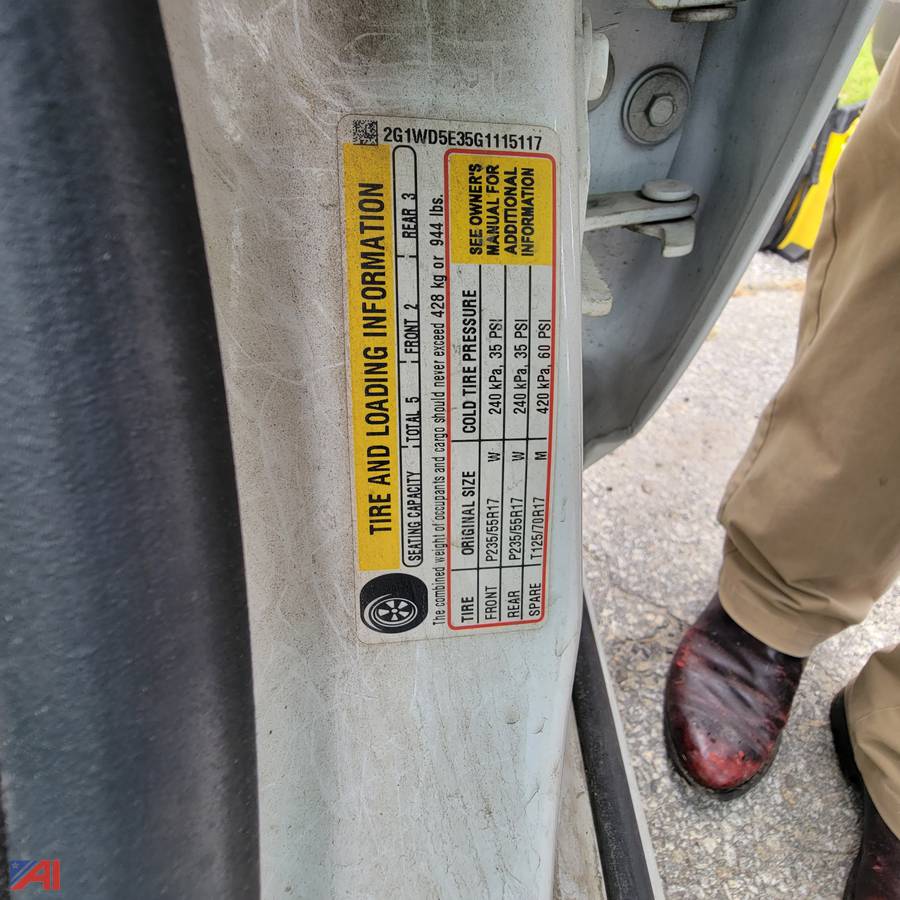 2G1WD5E35G1115117
TIRE AND LOADING INFORMATION
SEATING CAPACITY TOTAL 5 FRONT 2 REAR 3
The combined weight of occupants and cargo should never exceed 428 kg or 944 lbs.
TIRE ORIGINAL SIZE COLD TIRE PRESSURE
FRONT P235/55R17 W 240 kPa, 35 PSI
REAR P235/55R17 W 240 kPa, 35 PSI
SPARE T125/70R17 M 420 kPa, 60 PSI
SEE OWNER'S
MANUAL FOR
ADDITIONAL
INFORMATION
AI